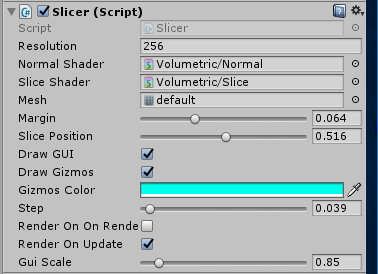 Slicer (Script)
Script Slicer
Resolution 256
Normal Shader Volumetric/Normal
Slice Shader Volumetric/Slice
Mesh default
Margin 0.064
Slice Position 0.516
Draw GUI
Draw Gizmos
Gizmos Color
Step 0.039
Render On On Rende
Render On Update
Gui Scale 0.85